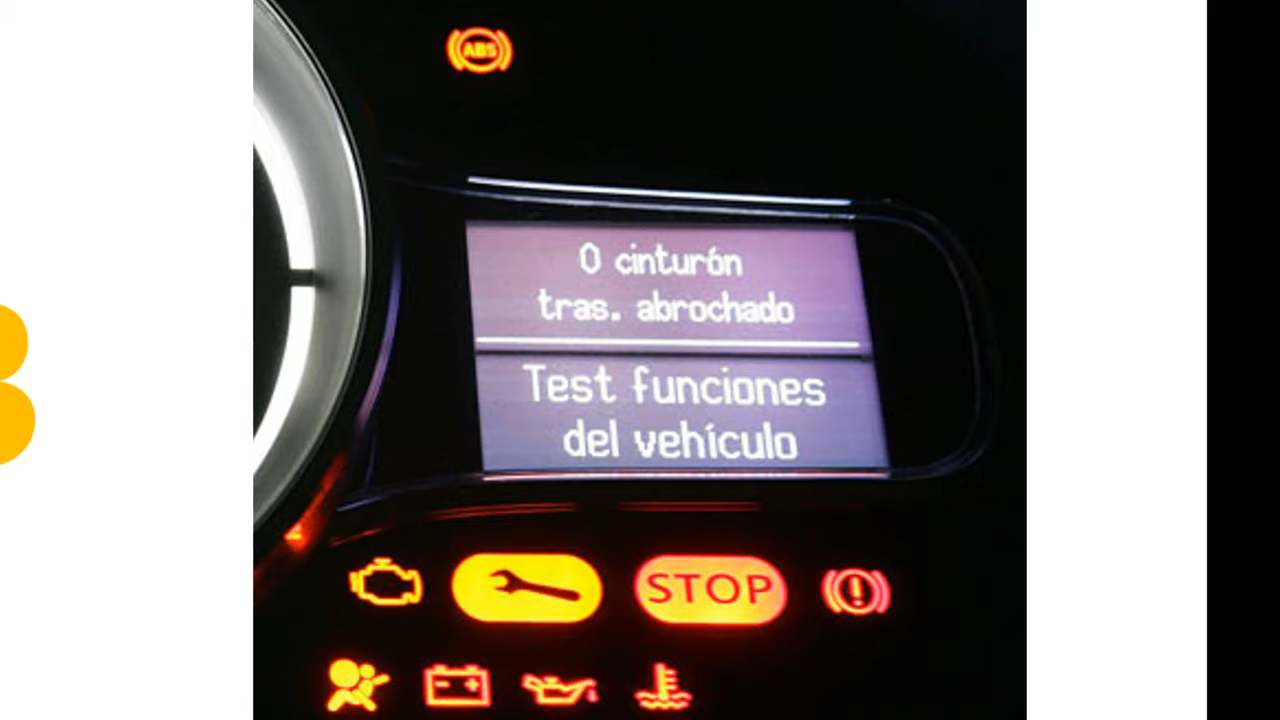 ABS
0 cinturón
tras. abrochado
Test funciones
del vehículo
STOP